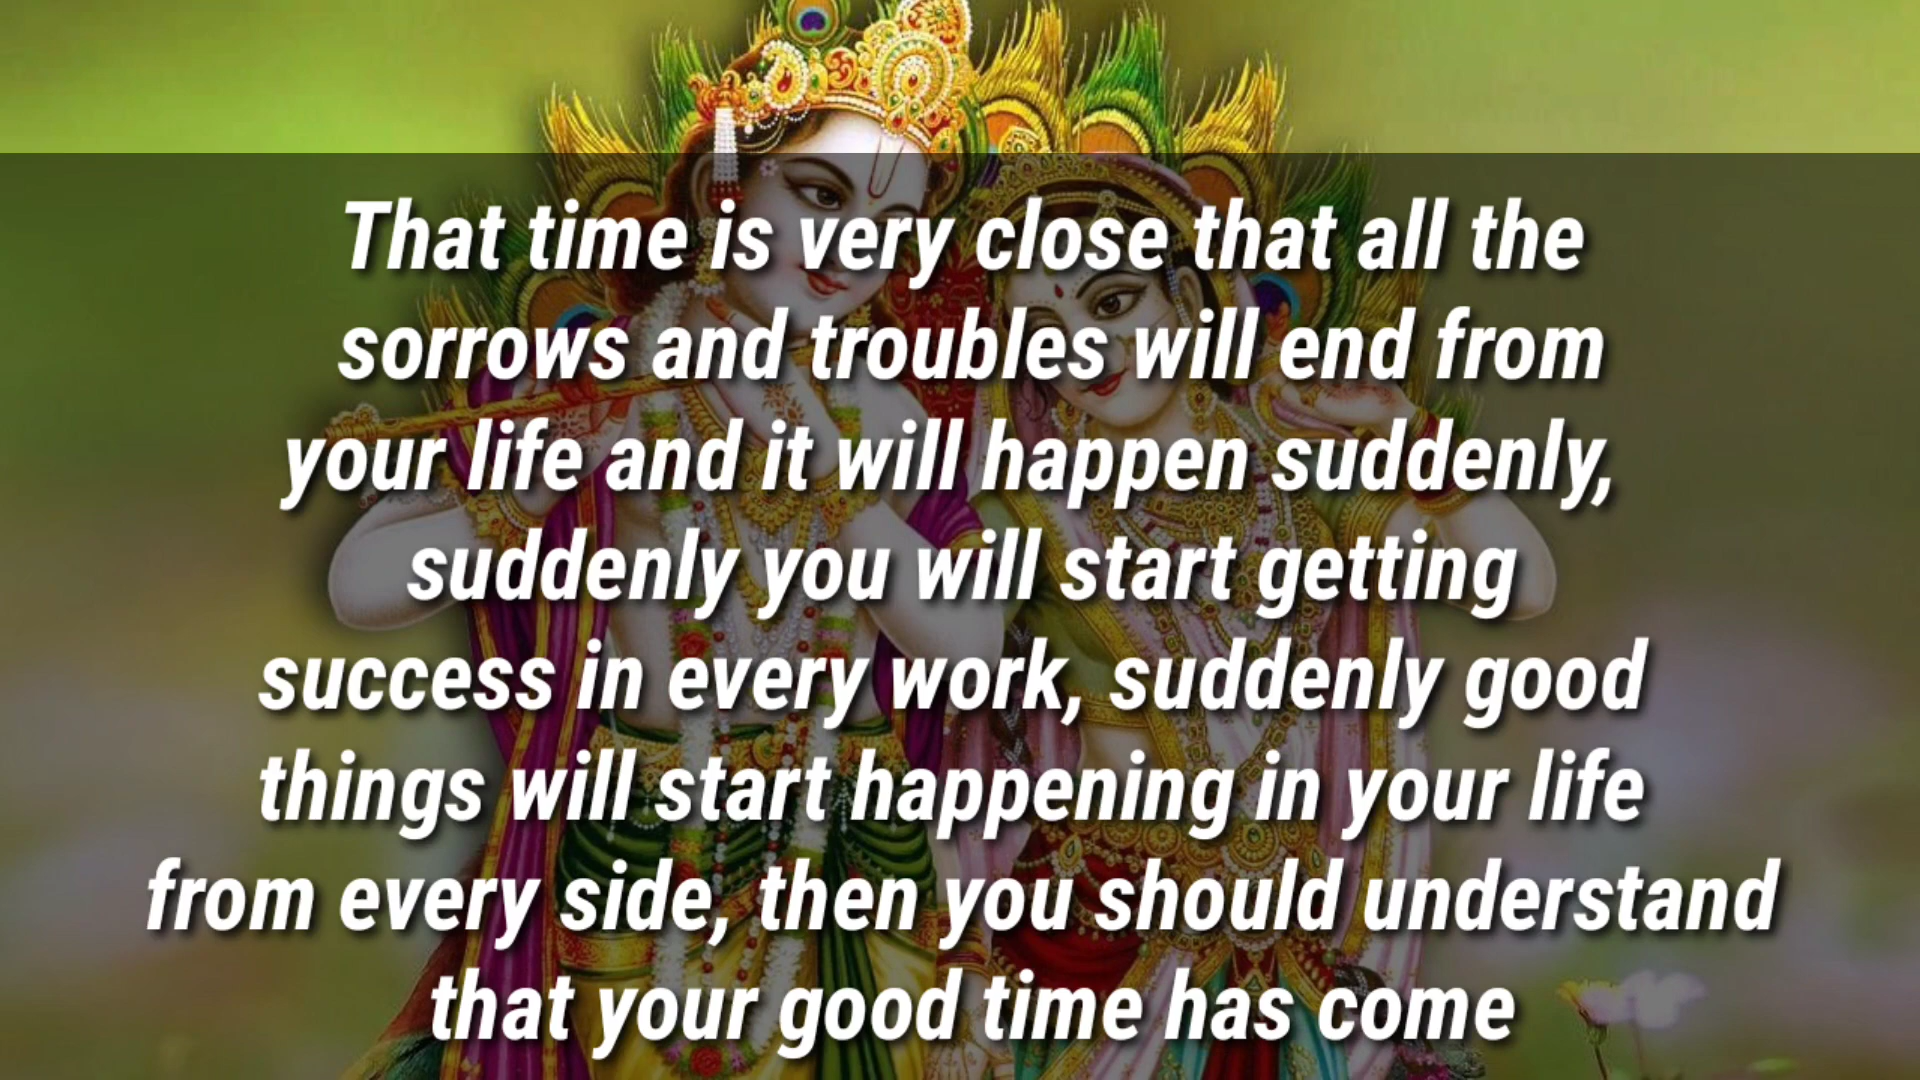 That time is very close that all the
sorrows and troubles will end from
your life and it will happen suddenly,
suddenly you will start getting
success in every work, suddenly good
things will start happening in your life
from every side, then you should understand
that your good time has come